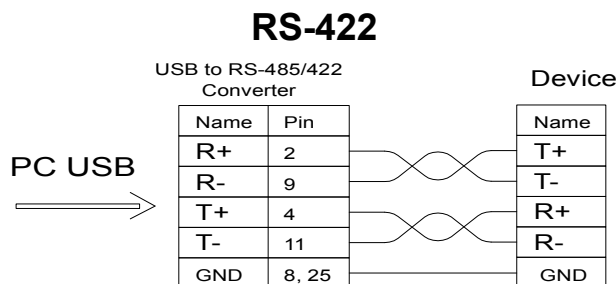 RS-422
USB to RS-485/422
Converter
Device
Name Pin Name
PC USB
R+ 2 T+
R- 9 T-
T+ 4 R+
T- 11 R-
GND 8, 25 GND